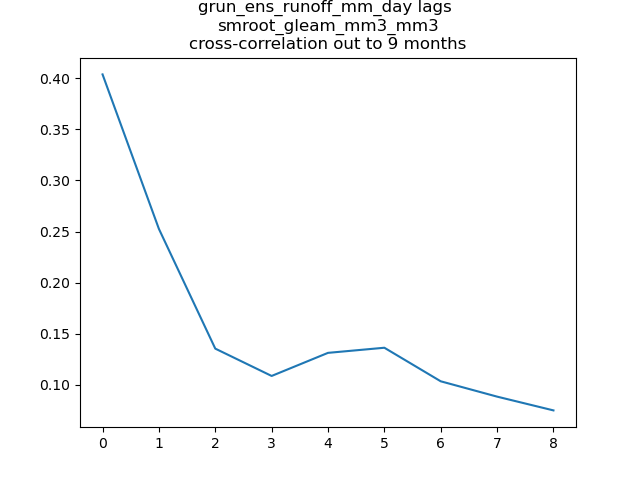 grun_ens_runoff_mm_day lags
smroot_gleam_mm3_mm3
cross-correlation out to 9 months
0.40
0.35
0.30
0.25
0.20
0.15
0.10
0 1 2 3 4 5 6 7 8